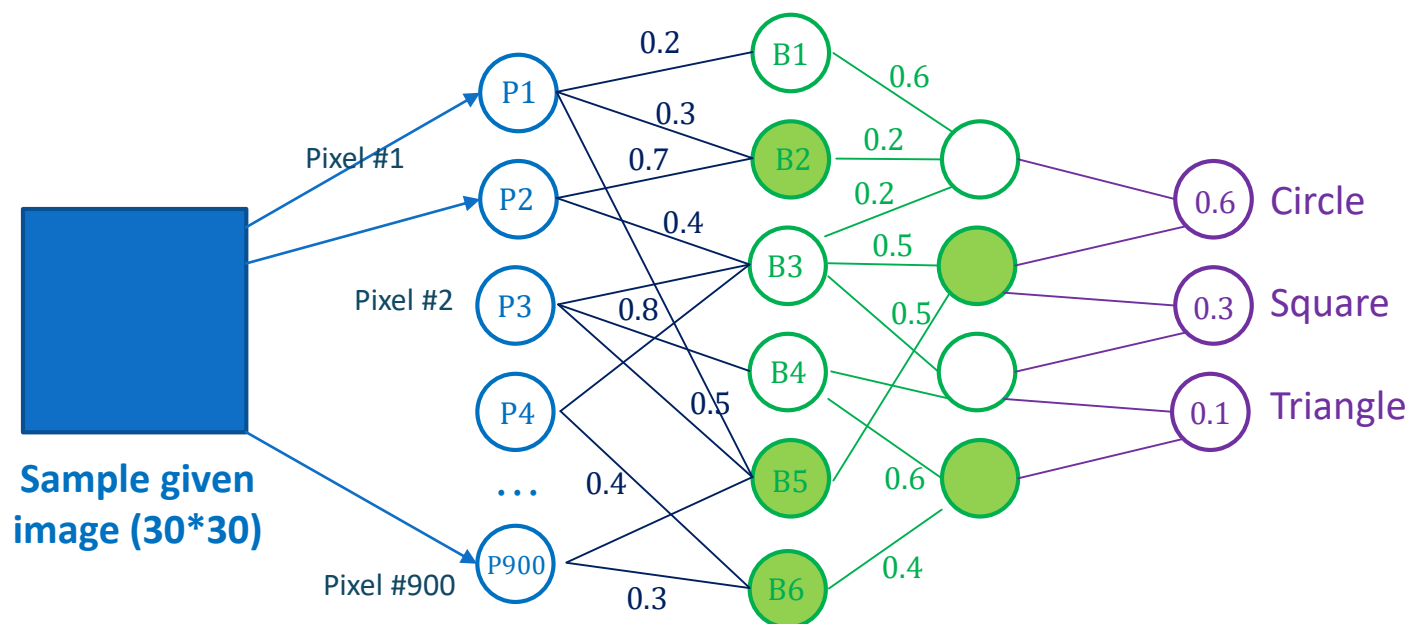 Sample given
image (30*30)
Pixel #1
Pixel #2
Pixel #900
P1
P2
P3
P4
...
P900
0.2
0.3
0.7
0.4
0.8
0.5
0.4
0.3
B1
B2
B3
B4
B5
B6
0.6
0.2
0.2
0.5
0.5
0.6
0.4
0.6 Circle
0.3 Square
0.1 Triangle